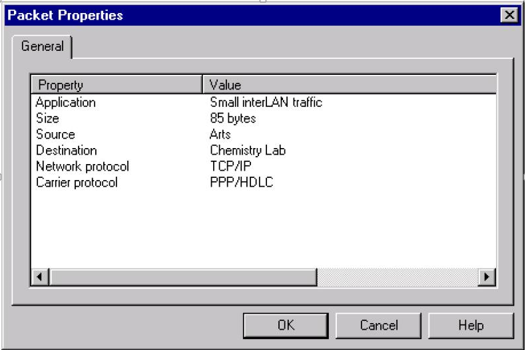 Packet Properties
General
Property Value
Application Small interLAN traffic
Size 85 bytes
Source Arts
Destination Chemistry Lab
Network protocol TCP/IP
Carrier protocol PPP/HDLC
OK Cancel Help